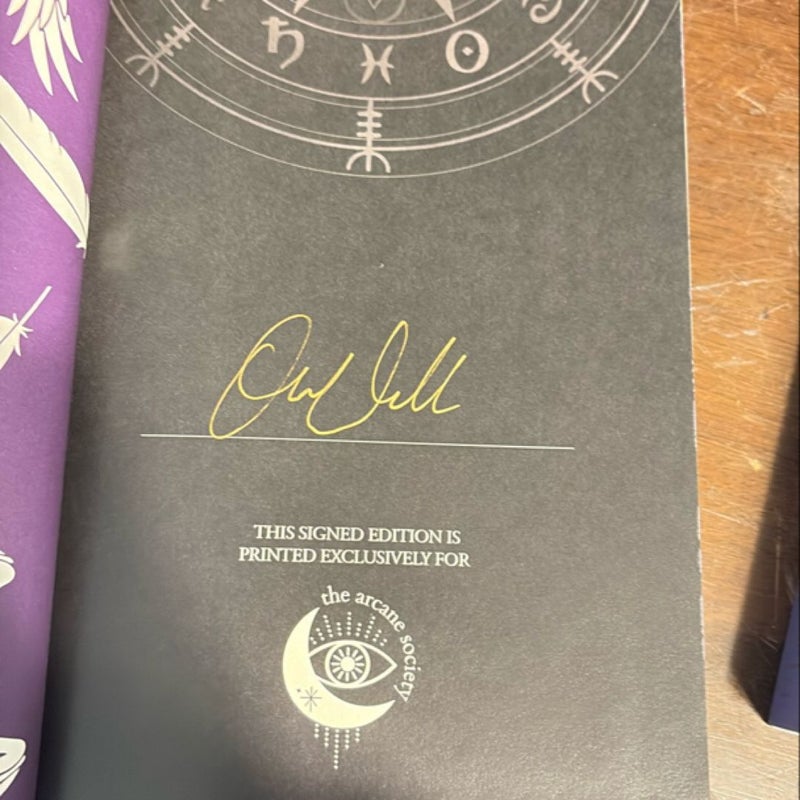 THIS SIGNED EDITION IS
PRINTED EXCLUSIVELY FOR
the arcane society